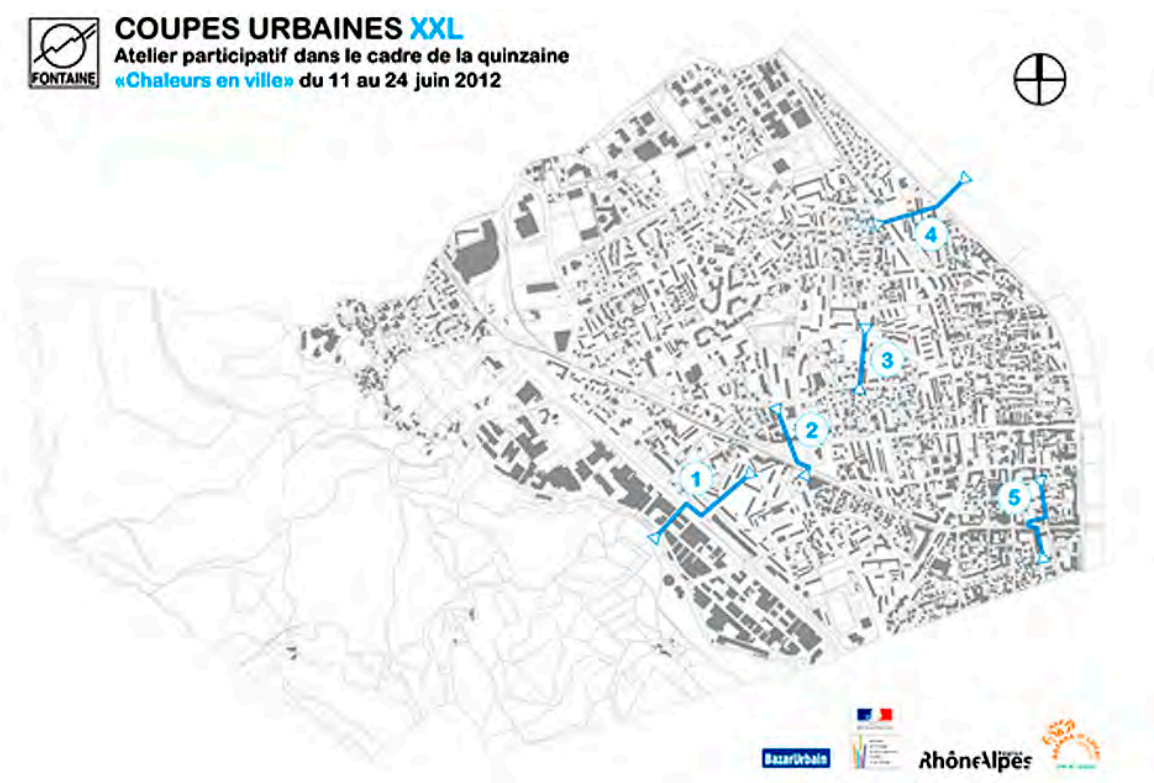 FONTAINE
COUPES URBAINES XXL
Atelier participatif dans le cadre de la quinzaine
«Chaleurs en ville» du 11 au 24 juin 2012
4
3
2
1
5
BazarUrbain
RhôneAlpes